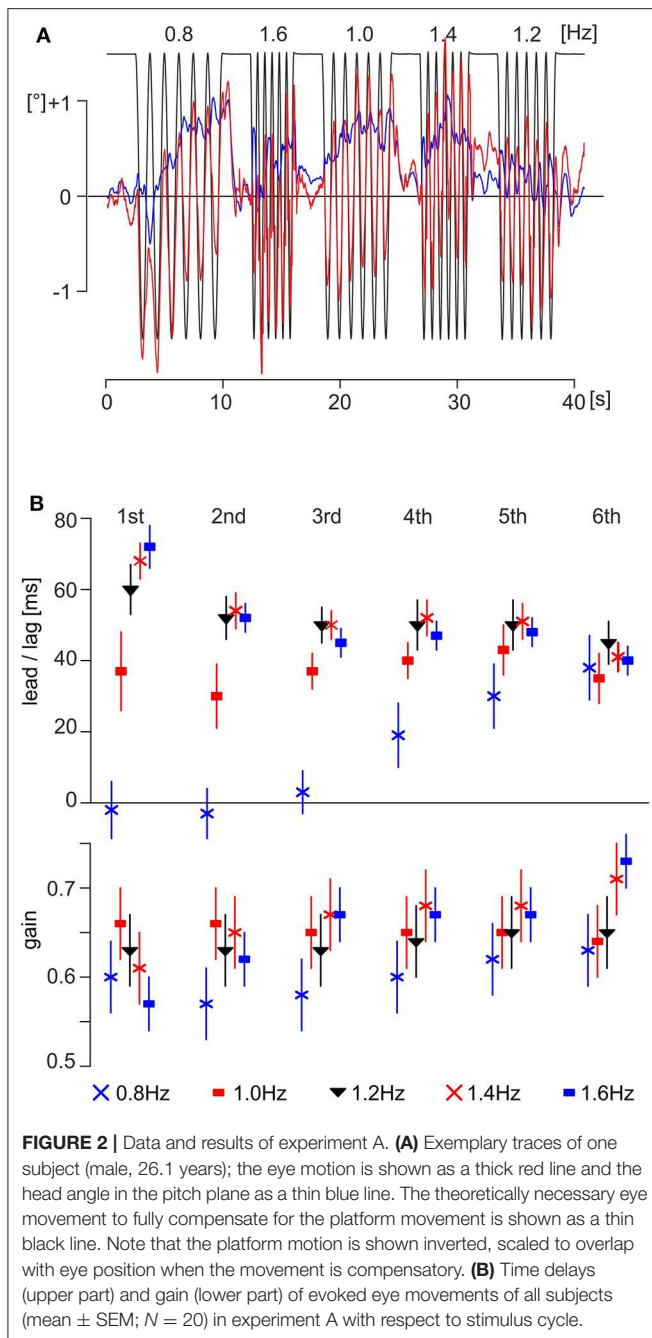 A
0.8 1.6 1.0 1.4 1.2 [Hz]
[°]+1
0
-1
0 10 20 30 40 [s]
B
1st 2nd 3rd 4th 5th 6th
80
60
40
20
0
lead / lag [ms]
0.7
0.6
0.5
gain
0.8Hz 1.0Hz 1.2Hz 1.4Hz 1.6Hz
FIGURE 2 | Data and results of experiment A. (A) Exemplary traces of one
subject (male, 26.1 years); the eye motion is shown as a thick red line and the
head angle in the pitch plane as a thin blue line. The theoretically necessary eye
movement to fully compensate for the platform movement is shown as a thin
black line. Note that the platform motion is shown inverted, scaled to overlap
with eye position when the movement is compensatory. (B) Time delays
(upper part) and gain (lower part) of evoked eye movements of all subjects
(mean ± SEM; N = 20) in experiment A with respect to stimulus cycle.